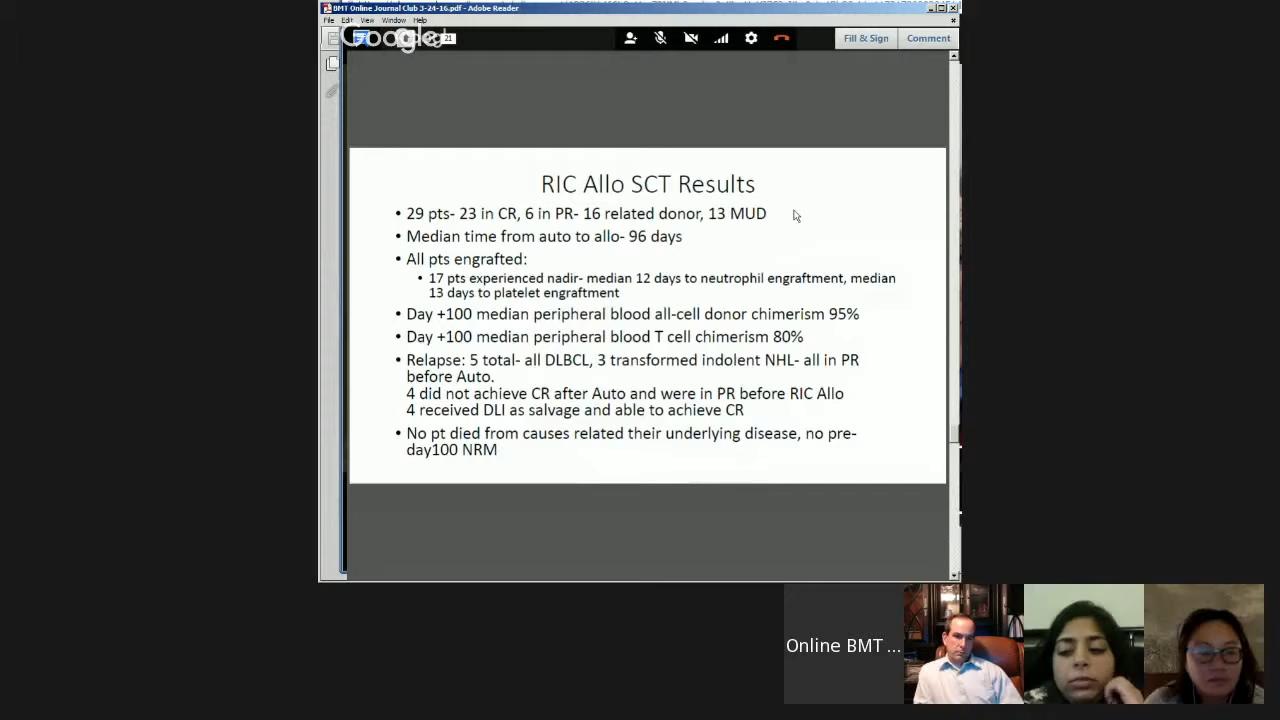 BMT Online Journal Club 3-24-16.pdf - Adobe Reader
File Edit View Window Help
Google
21
Fill & Sign
Comment
RIC Allo SCT Results
• 29 pts- 23 in CR, 6 in PR- 16 related donor, 13 MUD
• Median time from auto to allo- 96 days
• All pts engrafted:
• 17 pts experienced nadir- median 12 days to neutrophil engraftment, median
13 days to platelet engraftment
• Day +100 median peripheral blood all-cell donor chimerism 95%
• Day +100 median peripheral blood T cell chimerism 80%
• Relapse: 5 total- all DLBCL, 3 transformed indolent NHL- all in PR
before Auto.
4 did not achieve CR after Auto and were in PR before RIC Allo
4 received DLI as salvage and able to achieve CR
• No pt died from causes related their underlying disease, no pre-
day100 NRM
Online BMT ...